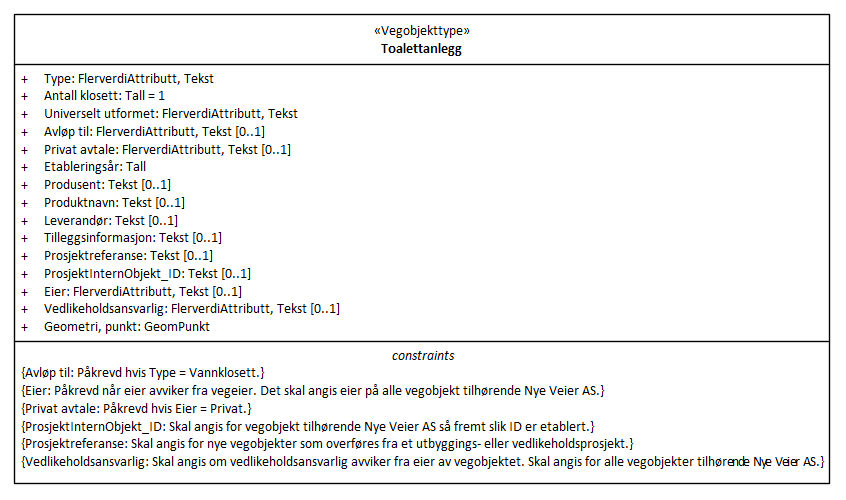 «Vegobjekttype»
Toalettanlegg
+ Type: FlerverdiAttributt, Tekst
+ Antall klosett: Tall = 1
+ Universelt utformet: FlerverdiAttributt, Tekst
+ Avløp til: FlerverdiAttributt, Tekst [0..1]
+ Privat avtale: FlerverdiAttributt, Tekst [0..1]
+ Etableringsår: Tall
+ Produsent: Tekst [0..1]
+ Produktnavn: Tekst [0..1]
+ Leverandør: Tekst [0..1]
+ Tilleggsinformasjon: Tekst [0..1]
+ Prosjektreferanse: Tekst [0..1]
+ ProsjektInternObjekt_ID: Tekst [0..1]
+ Eier: FlerverdiAttributt, Tekst [0..1]
+ Vedlikeholdsansvarlig: FlerverdiAttributt, Tekst [0..1]
+ Geometri, punkt: GeomPunkt
constraints
{Avløp til: Påkrevd hvis Type = Vannklosett.}
{Eier: Påkrevd når eier avviker fra vegeier. Det skal angis eier på alle vegobjekt tilhørende Nye Veier AS.}
{Privat avtale: Påkrevd hvis Eier = Privat.}
{ProsjektInternObjekt_ID: Skal angis for vegobjekt tilhørende Nye Veier AS så fremt slik ID er etablert.}
{Prosjektreferanse: Skal angis for nye vegobjekter som overføres fra et utbyggings- eller vedlikeholdsprosjekt.}
{Vedlikeholdsansvarlig: Skal angis om vedlikeholdsansvarlig avviker fra eier av vegobjektet. Skal angis for alle vegobjekter tilhørende Nye Veier AS.}